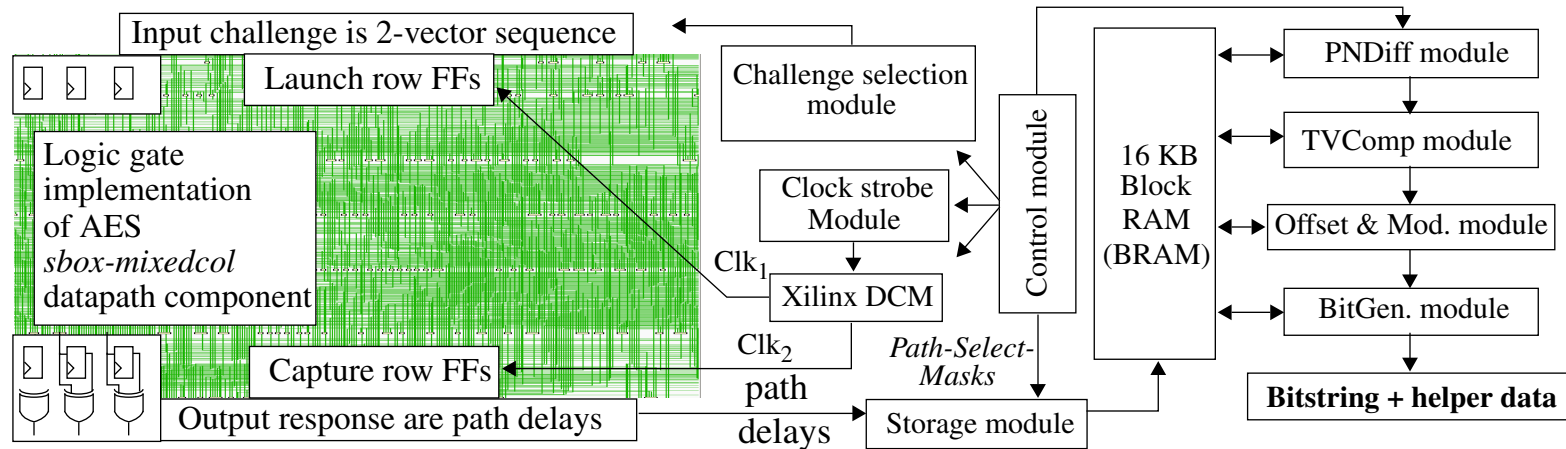 Input challenge is 2-vector sequence
Launch row FFs
Logic gate
implementation
of AES
sbox-mixedcol
datapath component
Capture row FFs
Output response are path delays
Challenge selection
module
Clock strobe
Module
Clk1
Xilinx DCM
Clk2
path
delays
Control module
Path-Select-
Masks
Storage module
16 KB
Block
RAM
(BRAM)
PNDiff module
TVComp module
Offset & Mod. module
BitGen. module
Bitstring + helper data